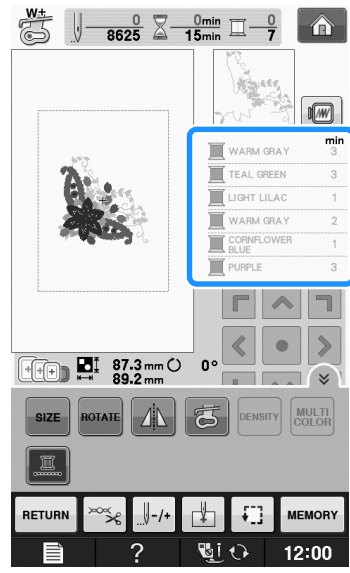 W+
0
8625
0min
15min
0
7
min
WARM GRAY 3
TEAL GREEN 3
LIGHT LILAC 1
WARM GRAY 2
CORNFLOWER
BLUE 1
PURPLE 3
87.3 mm
89.2 mm
0°
SIZE
ROTATE
DENSITY
MULTI
COLOR
RETURN
-/+
MEMORY
?
12:00